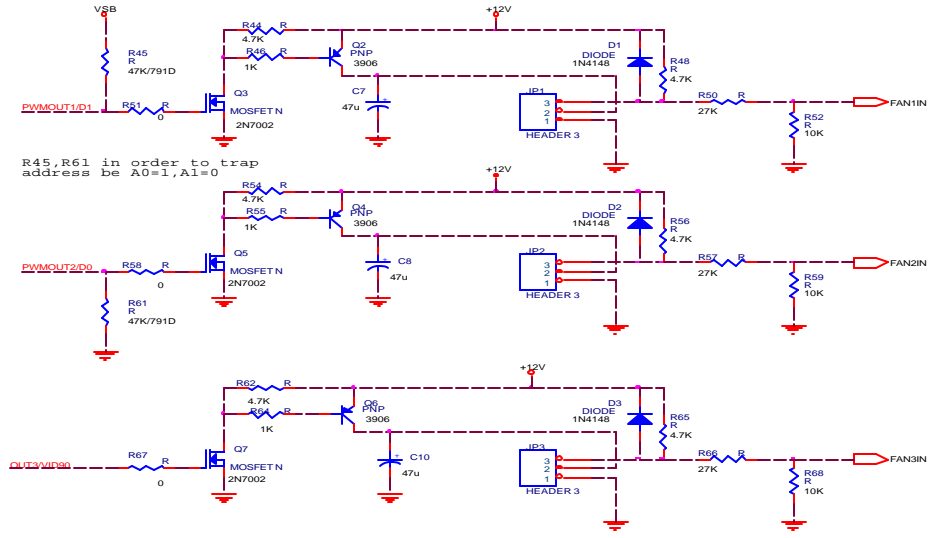 VSB
+12V
R44 R
4.7K
R46 R
1K
Q2
PNP
3906
D1
DIODE
1N4148
R45
R
47K/791D
R48
R
4.7K
C7
47u
Q3
MOSFET N
2N7002
PWMOUT1/D1
R51 R
0
JP1
3
2
1
HEADER 3
R50 R
27K
FAN1IN
R52
R
10K
R45,R61 in order to trap
address be A0=1,A1=0
+12V
R54 R
4.7K
R55 R
1K
Q4
PNP
3906
D2
DIODE
1N4148
R56
R
4.7K
Q5
MOSFET N
2N7002
C8
47u
PWMOUT2/D0
R58 R
0
JP2
3
2
1
HEADER 3
R57 R
27K
FAN2IN
R59
R
10K
R61
R
47K/791D
+12V
R62 R
4.7K
R64 R
1K
Q6
PNP
3906
D3
DIODE
1N4148
R65
R
4.7K
Q7
MOSFET N
2N7002
C10
47u
OUT3/VID90
R67 R
0
JP3
3
2
1
HEADER 3
R66 R
27K
FAN3IN
R68
R
10K